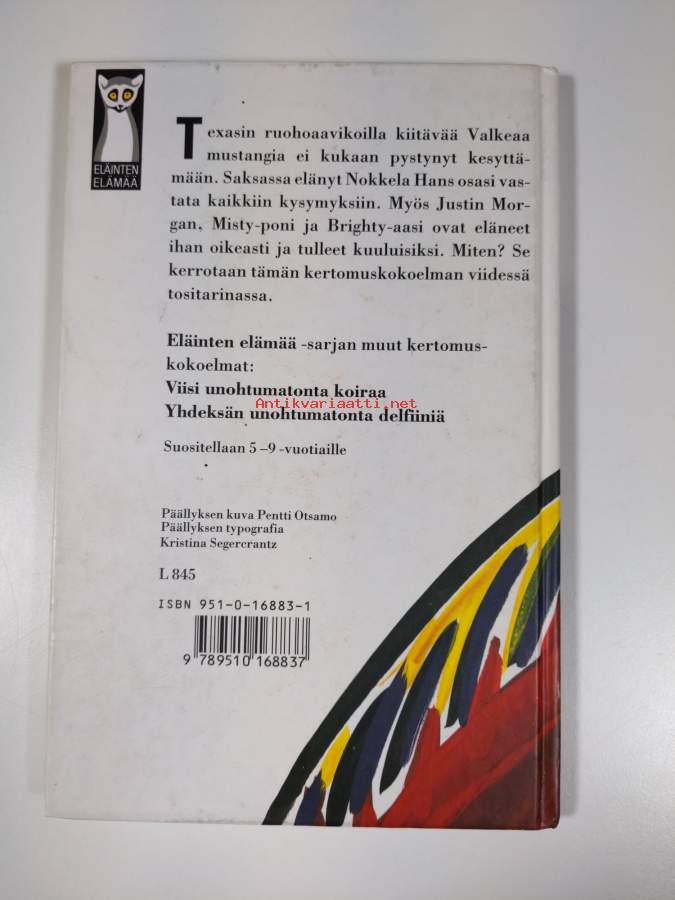 ELÄINTEN
ELÄMÄÄ
Texasin ruohoaavikoilla kiitävää Valkeaa
mustangia ei kukaan pystynyt kesyttä-
mään. Saksassa elänyt Nokkela Hans osasi vas-
tata kaikkiin kysymyksiin. Myös Justin Mor-
gan, Misty-poni ja Brighty-aasi ovat eläneet
ihan oikeasti ja tulleet kuuluisiksi. Miten? Se
kerrotaan tämän kertomuskokoelman viidessä
tositarinassa.
Eläinten elämää -sarjan muut kertomus-
kokoelmat:
Viisi unohtumatonta koiraa
Antikvariaatti.net
Yhdeksän unohtumatonta delfiiniä
Suositellaan 5–9 -vuotiaille
Päällyksen kuva Pentti Otsamo
Päällyksen typografia
Kristina Segercrantz
L 845
ISBN 951-0-16883-1
9 789510 168837